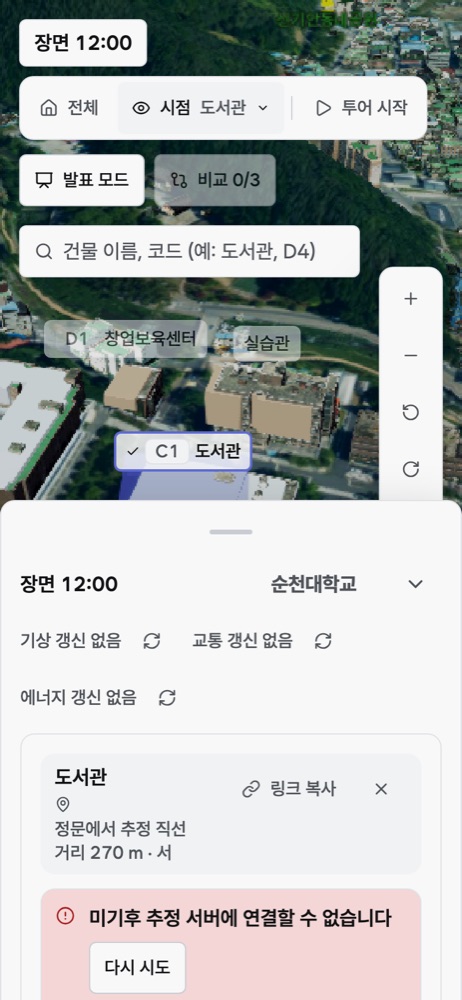 장면 12:00
전체 시점 도서관 투어 시작
발표 모드 비교 0/3
건물 이름, 코드 (예: 도서관, D4)
D1 창업보육센터 실습관
C1 도서관
장면 12:00 순천대학교
기상 갱신 없음 교통 갱신 없음
에너지 갱신 없음
도서관 링크 복사
정문에서 추정 직선
거리 270 m · 서
미기후 추정 서버에 연결할 수 없습니다
다시 시도